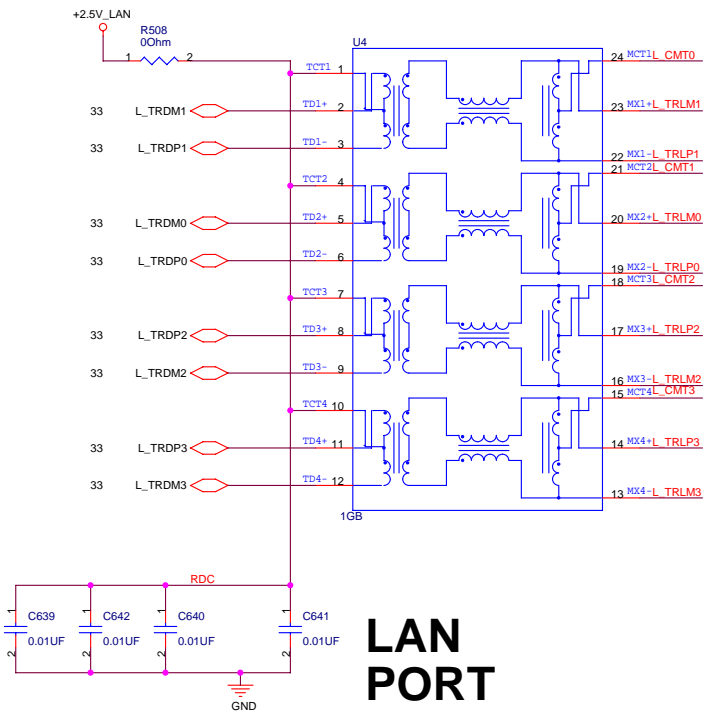 +2.5V_LAN
R508
0Ohm
1 2
U4
TCT1 1
24 MCT1 L_CMT0
33 L_TRDM1 TD1+ 2
23 MX1+ L_TRLM1
33 L_TRDP1 TD1- 3
22 MX1- L_TRLP1
TCT2 4
21 MCT2 L_CMT1
33 L_TRDM0 TD2+ 5
20 MX2+ L_TRLM0
33 L_TRDP0 TD2- 6
19 MX2- L_TRLP0
TCT3 7
18 MCT3 L_CMT2
33 L_TRDP2 TD3+ 8
17 MX3+ L_TRLP2
33 L_TRDM2 TD3- 9
16 MX3- L_TRLM2
TCT4 10
15 MCT4 L_CMT3
33 L_TRDP3 TD4+ 11
14 MX4+ L_TRLP3
33 L_TRDM3 TD4- 12
13 MX4- L_TRLM3
1GB
RDC
1 1 1 1
C639 C642 C640 C641
0.01UF 0.01UF 0.01UF 0.01UF
2 2 2 2
GND
LAN
PORT